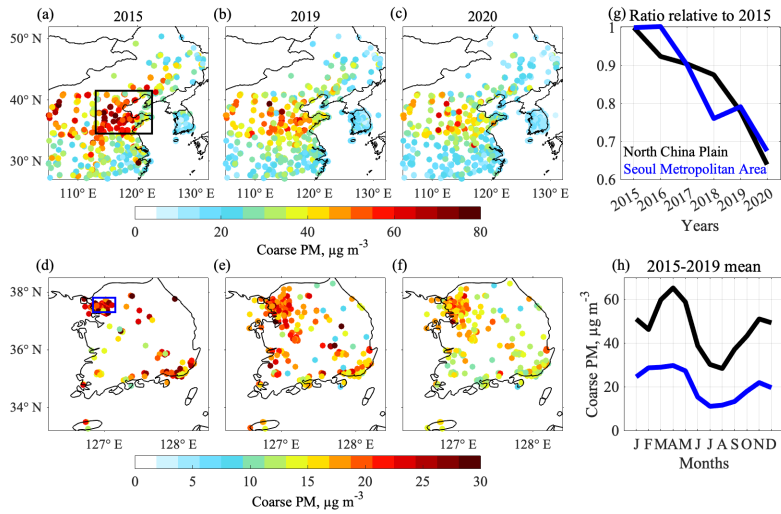 (a) 2015 (b) 2019 (c) 2020 (g) Ratio relative to 2015
50° N
40° N
30° N
110° E 120° E 130° E 110° E 120° E 130° E 110° E 120° E 130° E
0 20 40 60 80
Coarse PM, µg m⁻³
1
0.9
0.8
0.7
0.6
North China Plain
Seoul Metropolitan Area
2015 2016 2017 2018 2019 2020
Years
(d) (e) (f) (h) 2015-2019 mean
38° N
36° N
34° N
127° E 128° E 127° E 128° E 127° E 128° E
0 5 10 15 20 25 30
Coarse PM, µg m⁻³
Coarse PM, µg m⁻³
60
40
20
0
J F M A M J J A S O N D
Months